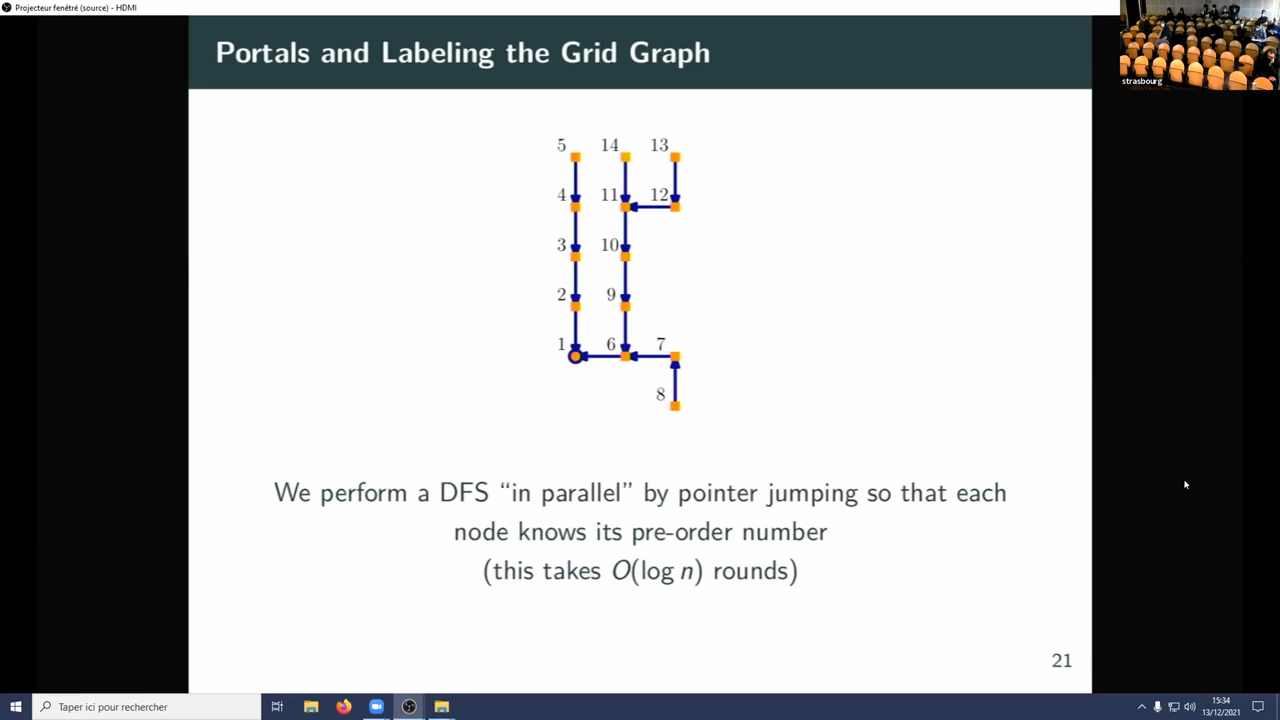 Projecteur fenêtré (source) - HDMI
Portals and Labeling the Grid Graph
strasbourg
5 14 13
4 11 12
3 10
2 9
1 6 7
8
We perform a DFS “in parallel” by pointer jumping so that each
node knows its pre-order number
(this takes O(log n) rounds)
21
Taper ici pour rechercher
15:34
13/12/2021